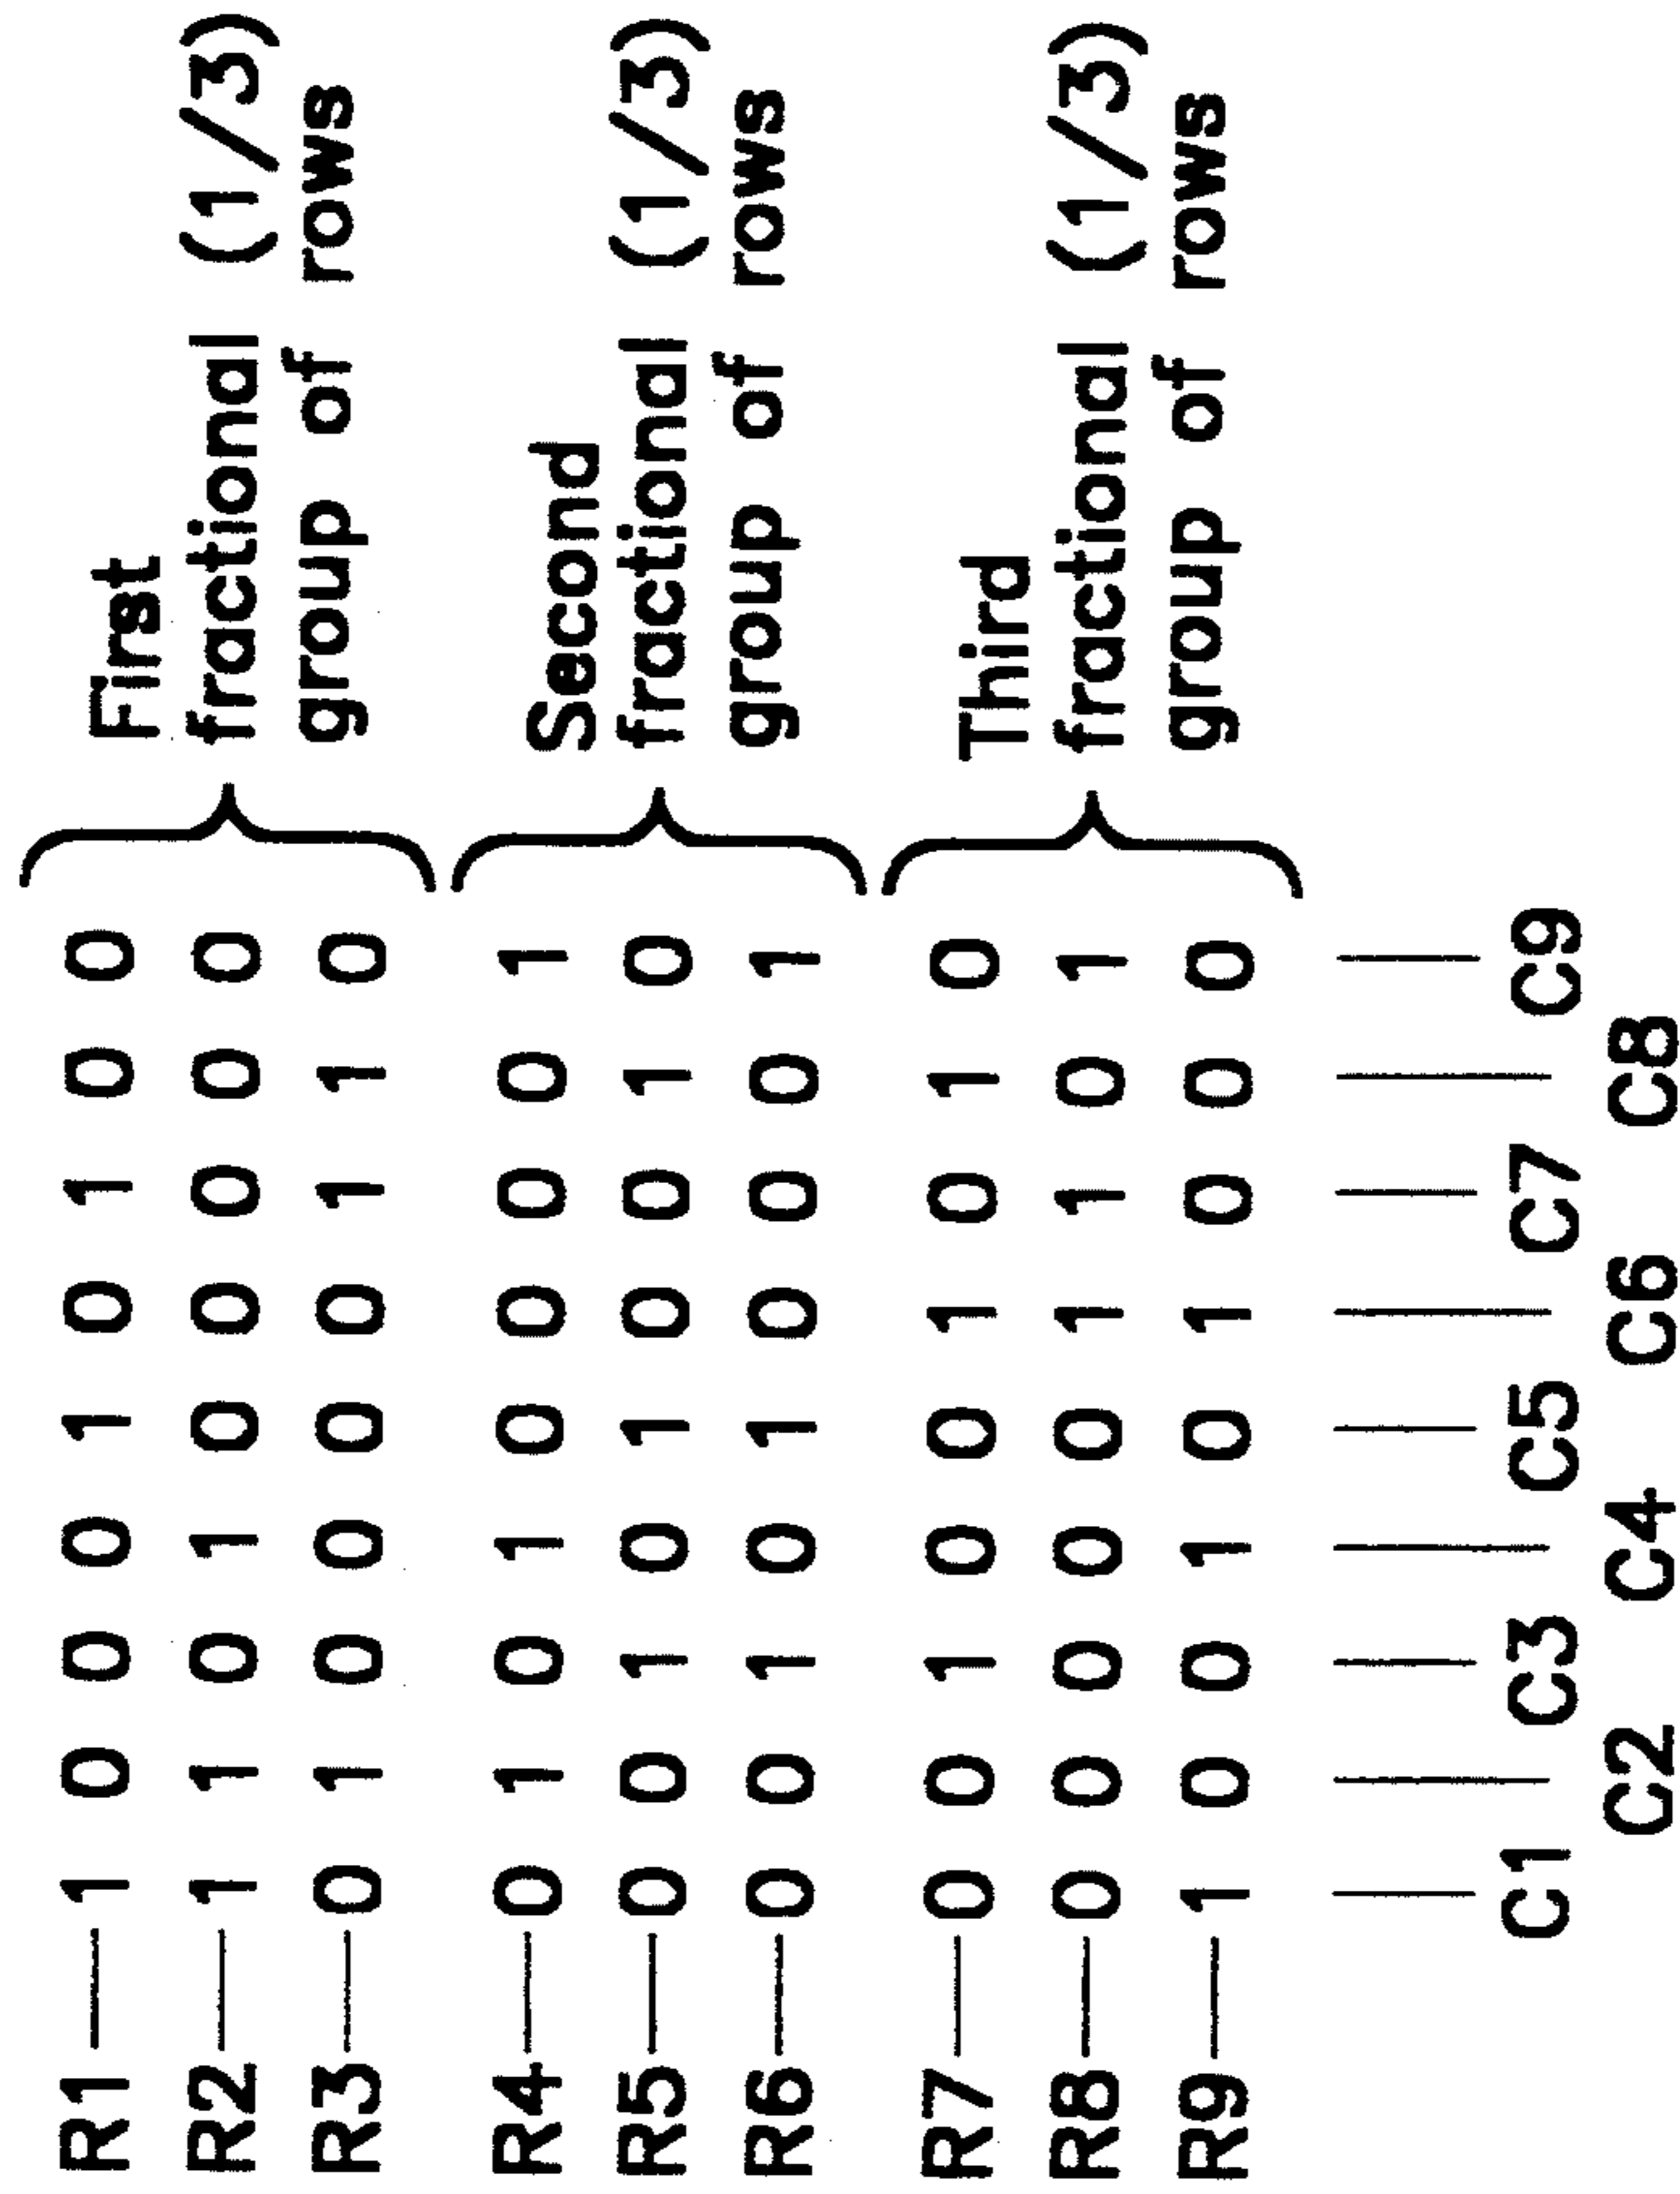 R1 1 0 0 0 1 0 1 0 0
R2 1 1 0 1 0 0 0 0 0
R3 0 1 0 0 0 0 1 1 0
First
fractional (1/3)
group of rows
R4 0 1 0 1 0 0 0 0 1
R5 0 0 1 0 1 0 0 1 0
R6 0 0 1 0 1 0 0 0 1
Second
fractional (1/3)
group of rows
R7 0 0 1 0 0 1 0 1 0
R8 0 0 0 0 0 1 1 0 1
R9 1 0 0 1 0 1 0 0 0
Third
fractional (1/3)
group of rows
C1 C3 C5 C7 C9
C2 C4 C6 C8